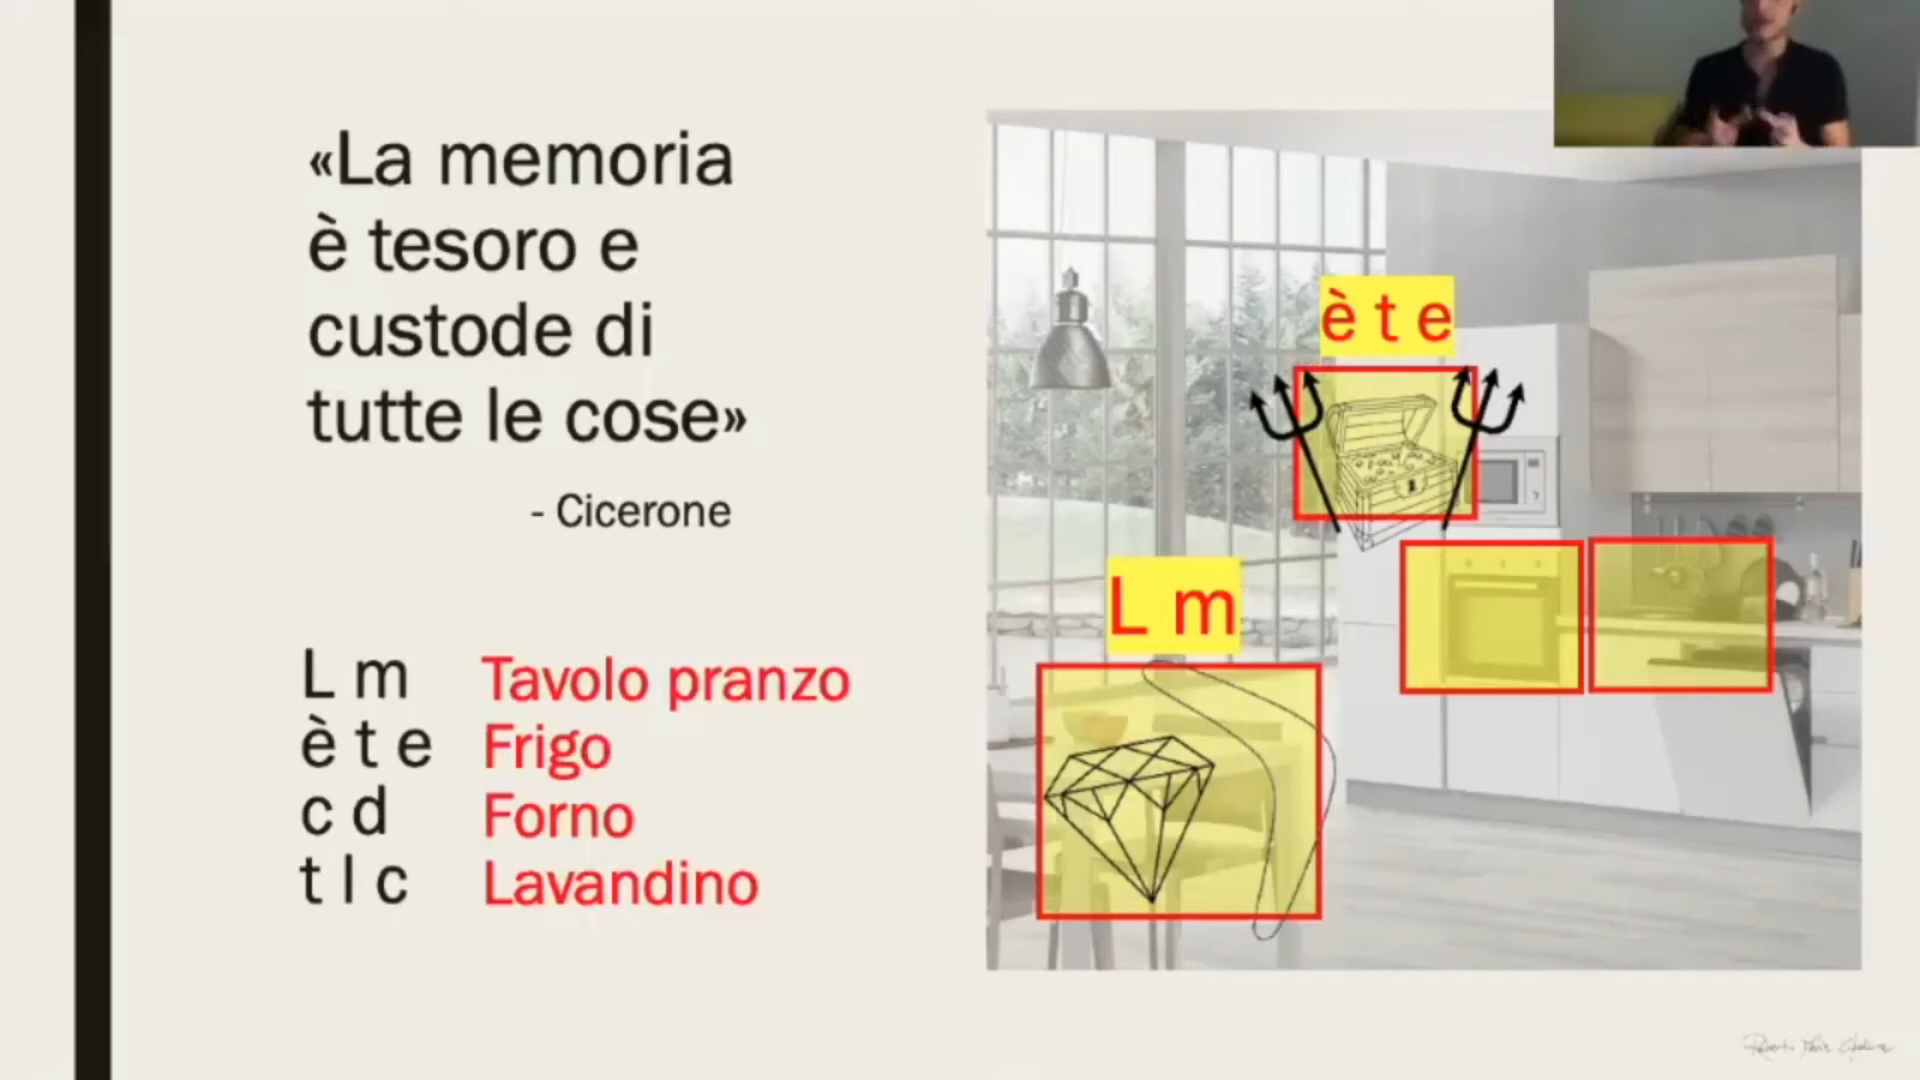 «La memoria
è tesoro e
custode di
tutte le cose»
- Cicerone
L m Tavolo pranzo
è t e Frigo
c d Forno
t l c Lavandino
è t e
L m